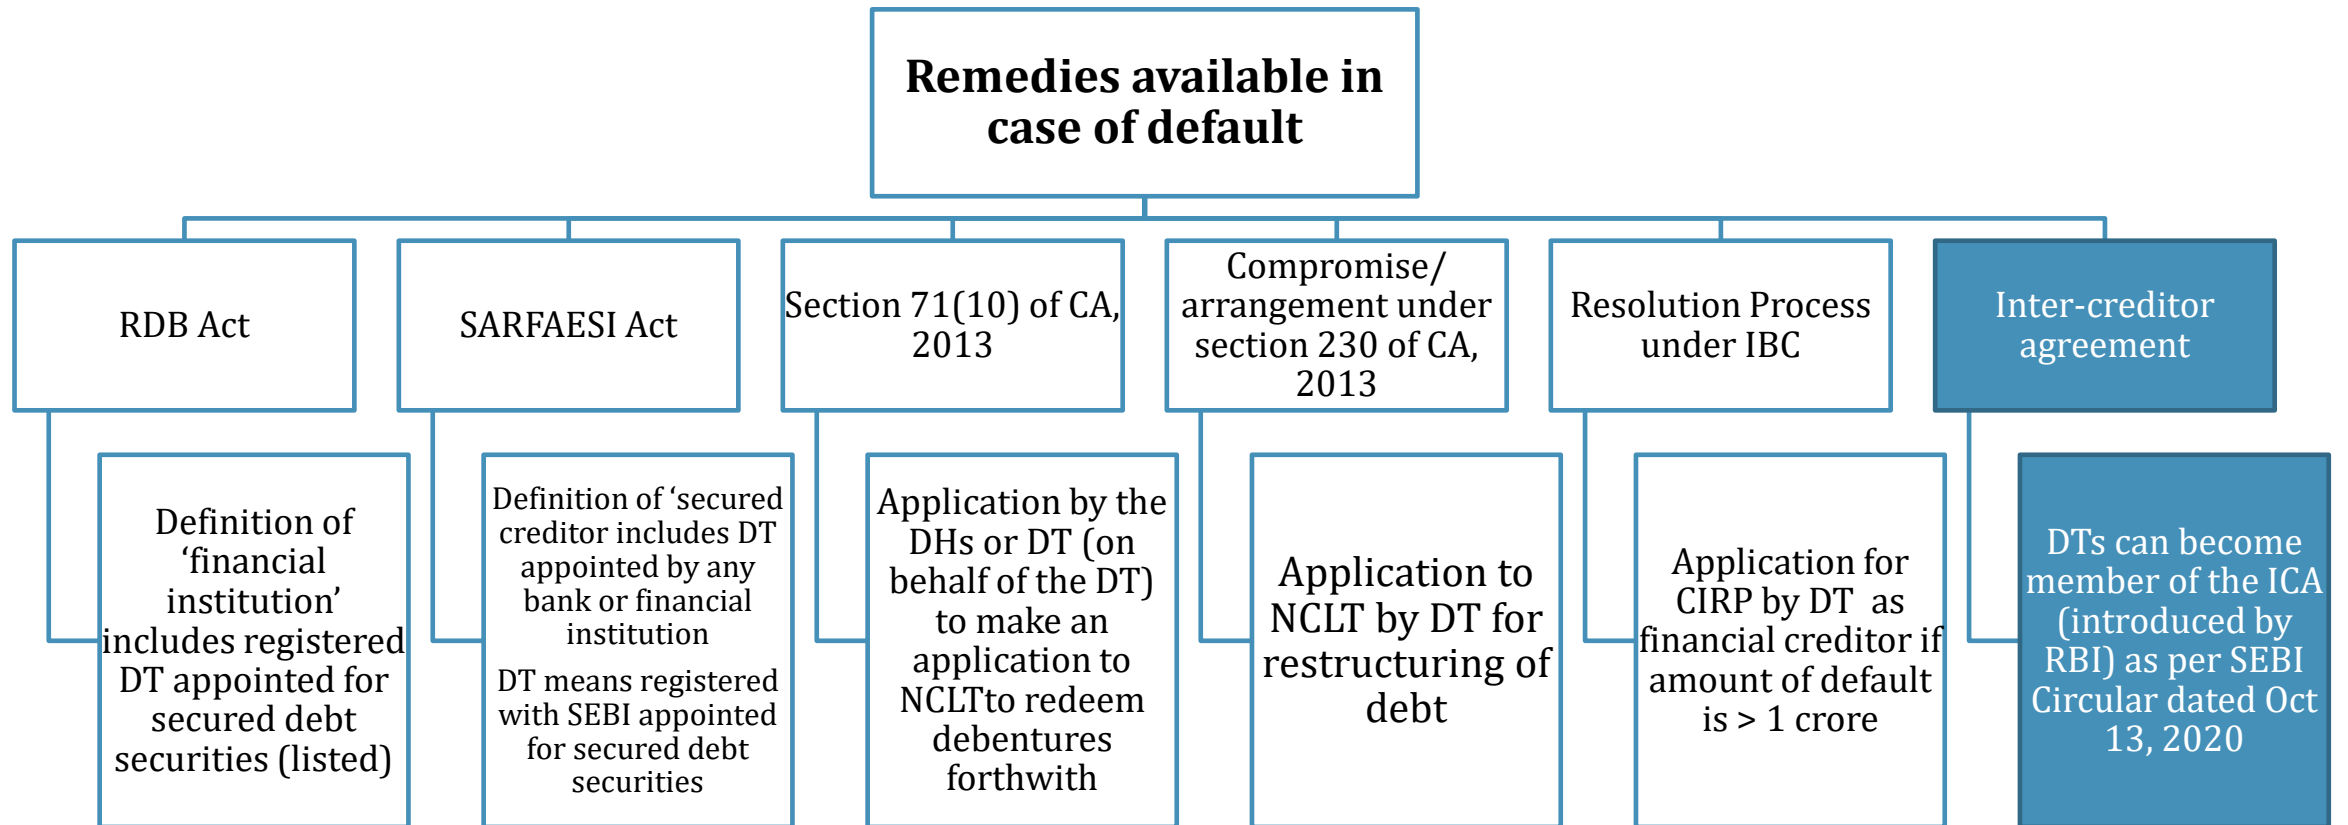 Remedies available in
case of default
RDB Act
SARFAESI Act
Section 71(10) of CA,
2013
Compromise/
arrangement under
section 230 of CA,
2013
Resolution Process
under IBC
Inter-creditor
agreement
Definition of
‘financial
institution’
includes registered
DT appointed for
secured debt
securities (listed)
Definition of ‘secured
creditor includes DT
appointed by any
bank or financial
institution
DT means registered
with SEBI appointed
for secured debt
securities
Application by the
DHs or DT (on
behalf of the DT)
to make an
application to
NCLTto redeem
debentures
forthwith
Application to
NCLT by DT for
restructuring of
debt
Application for
CIRP by DT as
financial creditor if
amount of default
is > 1 crore
DTs can become
member of the ICA
(introduced by
RBI) as per SEBI
Circular dated Oct
13, 2020